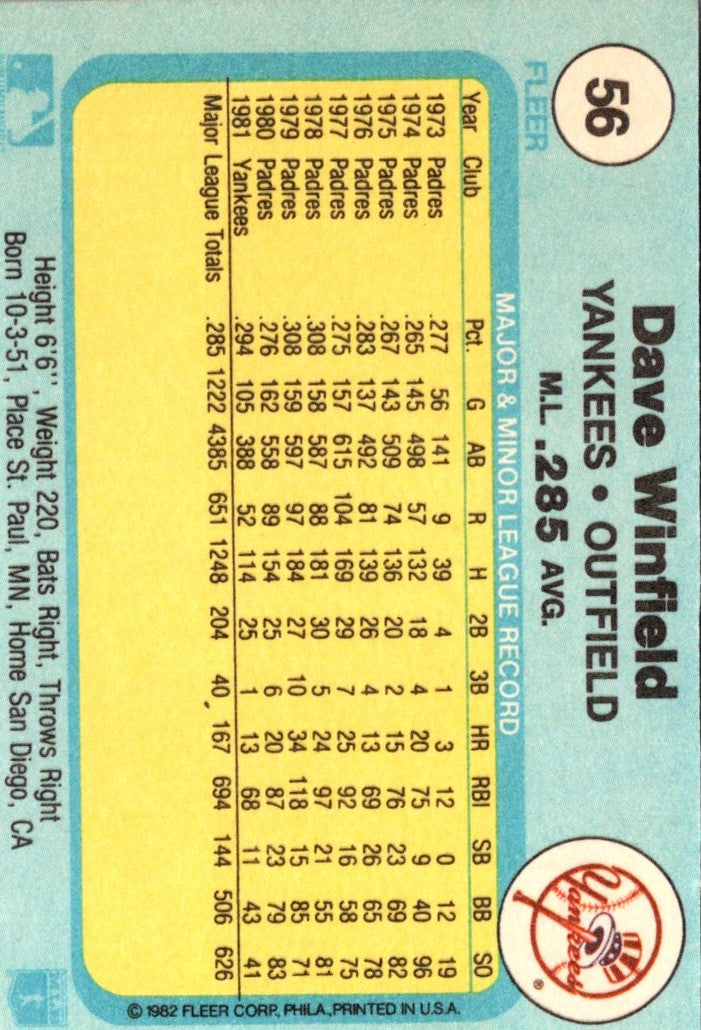 56
FLEER
Dave Winfield
YANKEES • OUTFIELD
M.L. .285 AVG.
Yankees
®
MAJOR & MINOR LEAGUE RECORD
Year Club Pct. G AB R H 2B 3B HR RBI SB BB SO
1973 Padres .277 56 141 9 39 4 1 3 12 0 12 19
1974 Padres .265 145 498 57 132 18 4 20 75 9 40 96
1975 Padres .267 143 509 74 136 20 2 15 76 23 69 82
1976 Padres .283 137 492 81 139 26 4 13 69 26 65 78
1977 Padres .275 157 615 104 169 29 7 25 92 16 58 75
1978 Padres .308 158 587 88 181 30 5 24 97 21 55 81
1979 Padres .308 159 597 97 184 27 10 34 118 15 85 71
1980 Padres .276 162 558 89 154 25 6 20 87 23 79 83
1981 Yankees .294 105 388 52 114 25 1 13 68 11 43 41
Major League Totals .285 1222 4385 651 1248 204 40 167 694 144 506 626
© 1982 FLEER CORP., PHILA., PRINTED IN U.S.A.
Height 6'6", Weight 220, Bats Right, Throws Right
Born 10-3-51, Place St. Paul, MN, Home San Diego, CA